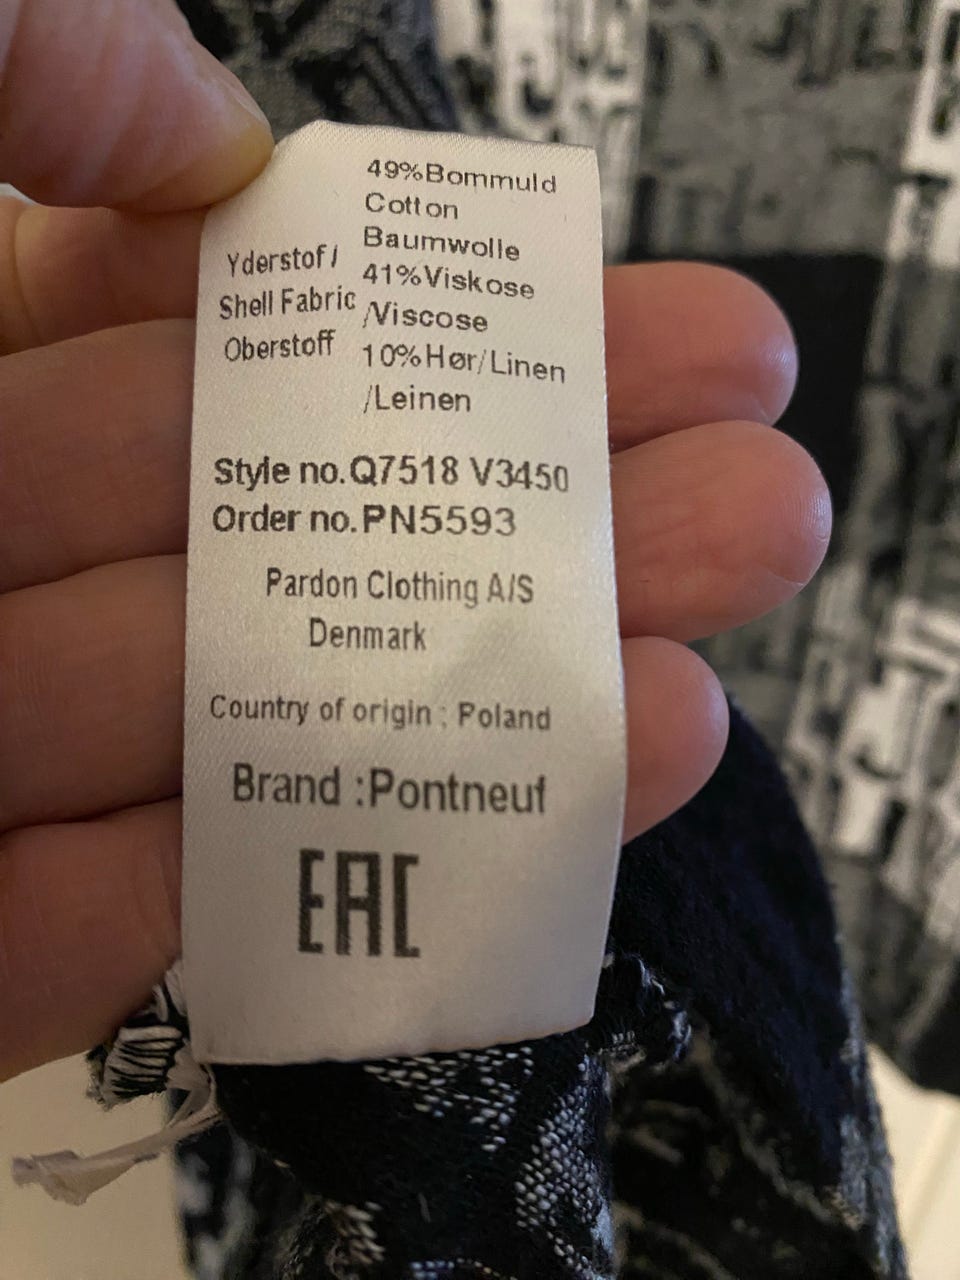 Yderstof/
Shell Fabric
Oberstoff
49%Bommuld
Cotton
Baumwolle
41%Viskose
/Viscose
10%Hør/Linen
/Leinen
Style no.Q7518 V3450
Order no.PN5593
Pardon Clothing A/S
Denmark
Country of origin : Poland
Brand :Pontneuf
EAC